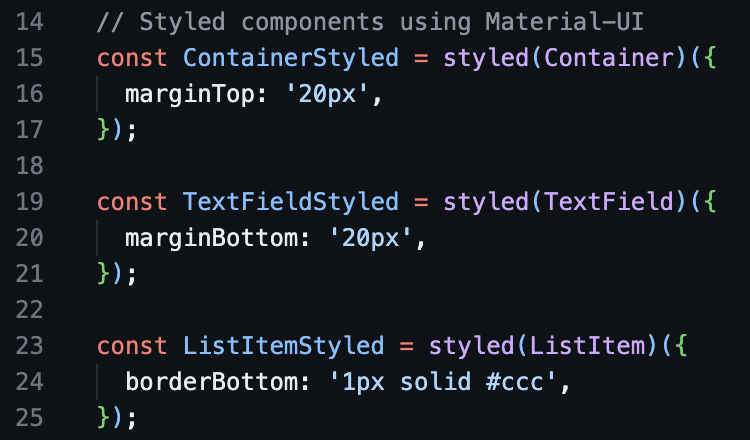 14 // Styled components using Material-UI
15 const ContainerStyled = styled(Container)({
16   marginTop: '20px',
17 });
18
19 const TextFieldStyled = styled(TextField)({
20   marginBottom: '20px',
21 });
22
23 const ListItemStyled = styled(ListItem)({
24   borderBottom: '1px solid #ccc',
25 });